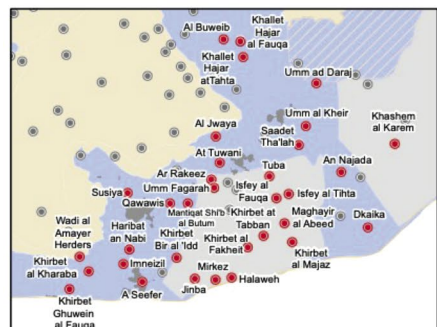 Al Buweib
Khallet
Hajar
al Fauqa
Khallet
Hajar
atTahta
Umm ad Daraj
Umm al Kheir
Khashem
al Karem
Al Jwaya
Saadet
Tha'lah
At Tuwani
An Najada
Tuba
Ar Rakeez
Susiya
Umm Fagarah
Isfey al
Fauqa
Isfey al Tihta
Qawawis
Mantiqat Shi'b
al Butum
Wadi al
Amayer
Herders
Haribat
an Nabi
Khirbet
Bir al 'Idd
Khirbet at
Tabban
Maghayir
al Abeed
Dkaika
Khirbet al
Fakheit
Khirbet
al Kharaba
Imneizil
Khirbet
al Majaz
Mirkez
Halaweh
A Seefer
Jinba
Khirbet
Ghuwein
al Fauqa